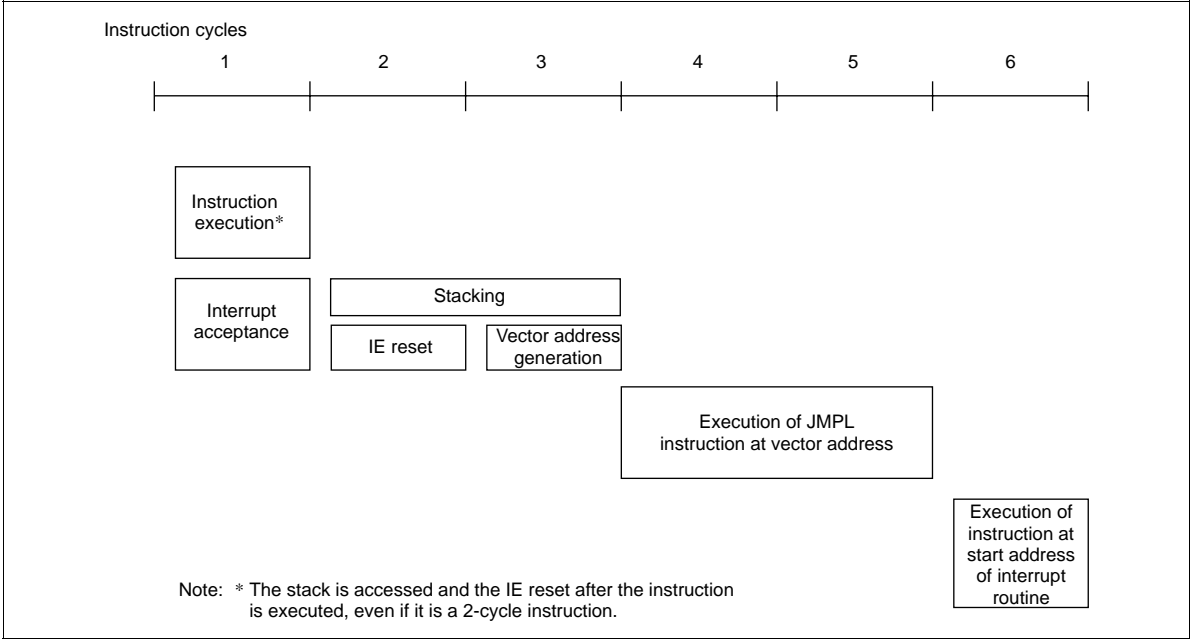 Instruction cycles
1 2 3 4 5 6
Instruction
execution*
Interrupt
acceptance
Stacking
IE reset
Vector address
generation
Execution of JMPL
instruction at vector address
Execution of
instruction at
start address
of interrupt
routine
Note: * The stack is accessed and the IE reset after the instruction
is executed, even if it is a 2-cycle instruction.